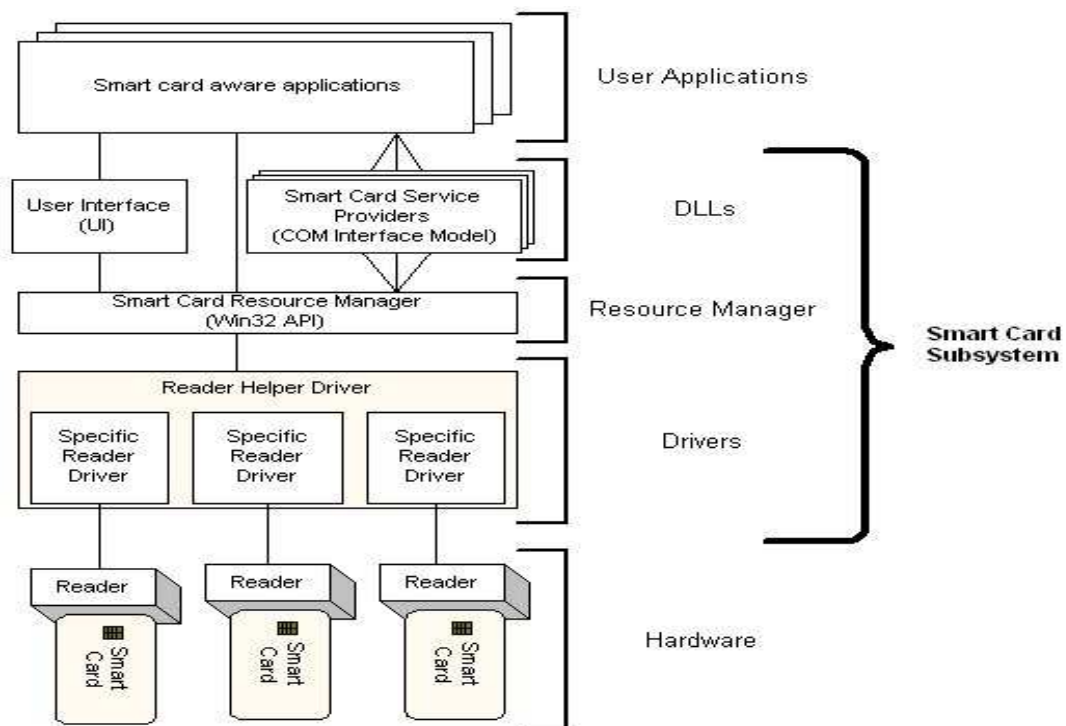 Smart card aware applications
User Applications
User Interface
(UI)
Smart Card Service
Providers
(COM Interface Model)
DLLs
Smart Card Resource Manager
(Win32 API)
Resource Manager
Smart Card
Subsystem
Reader Helper Driver
Specific
Reader
Driver
Specific
Reader
Driver
Specific
Reader
Driver
Drivers
Reader
Reader
Reader
Smart
Card
Smart
Card
Smart
Card
Hardware